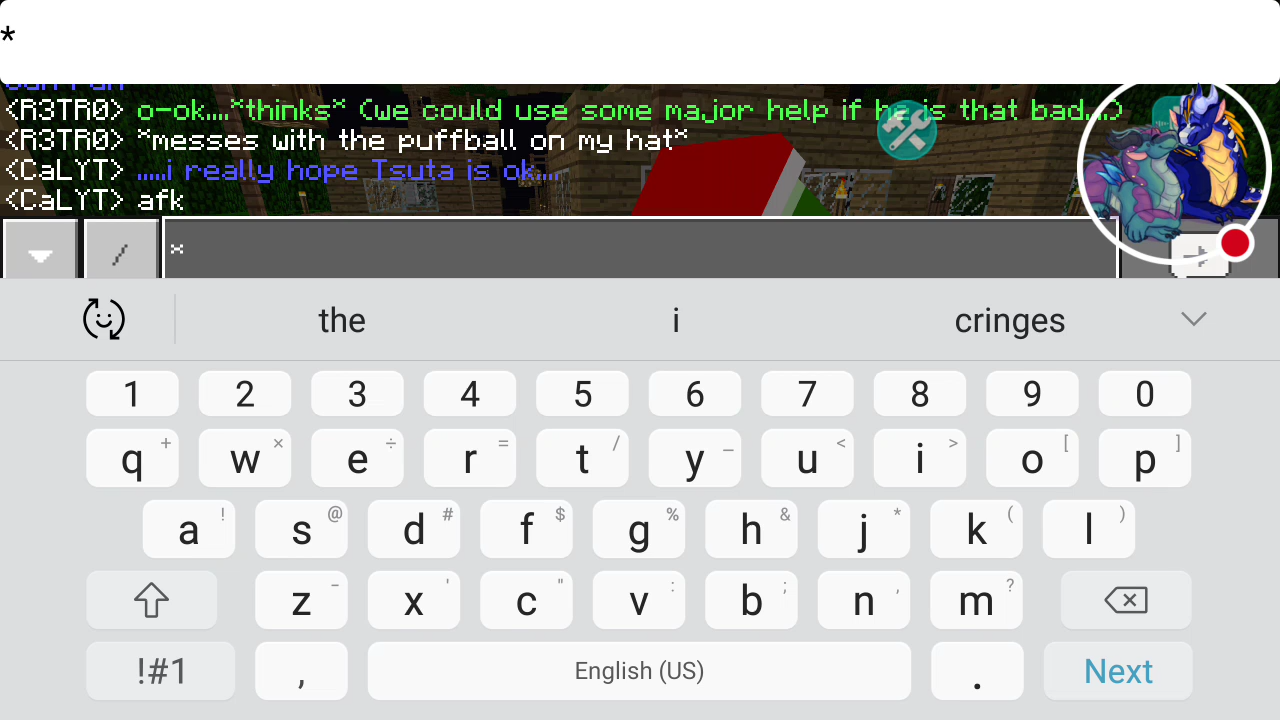 *
<R3TR0> o-ok....*thinks* (we could use some major help if he is that bad...)
<R3TR0> *messes with the puffball on my hat*
<CaLYT> .....i really hope Tsuta is ok....
<CaLYT> afk
/ *
the i cringes
1 2 3 4 5 6 7 8 9 0
q + w × e ÷ r = t / y _ u < i > o [ p ]
a ! s @ d # f $ g % h & j * k ( l )
z - x ' c " v : b ; n , m ?
!#1 , English (US) . Next